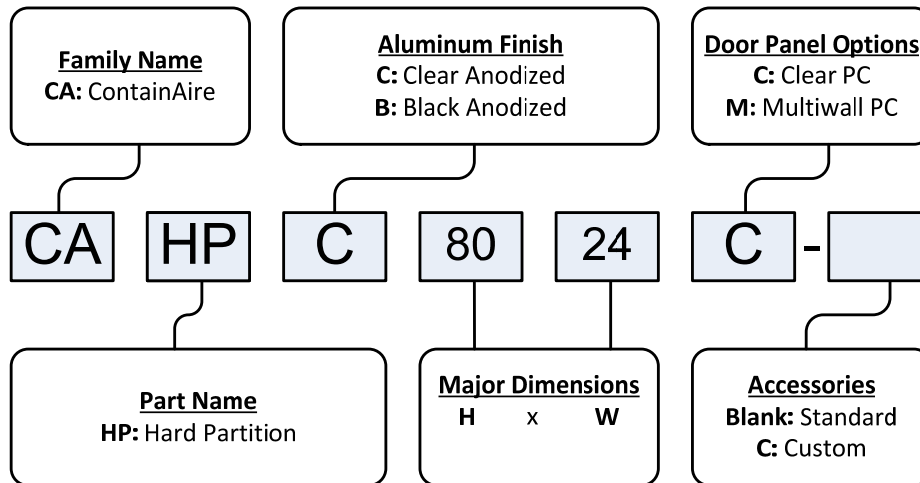 Family Name
CA: ContainAire
Aluminum Finish
C: Clear Anodized
B: Black Anodized
Door Panel Options
C: Clear PC
M: Multiwall PC
CA HP C 80 24 C -
Part Name
HP: Hard Partition
Major Dimensions
H x W
Accessories
Blank: Standard
C: Custom